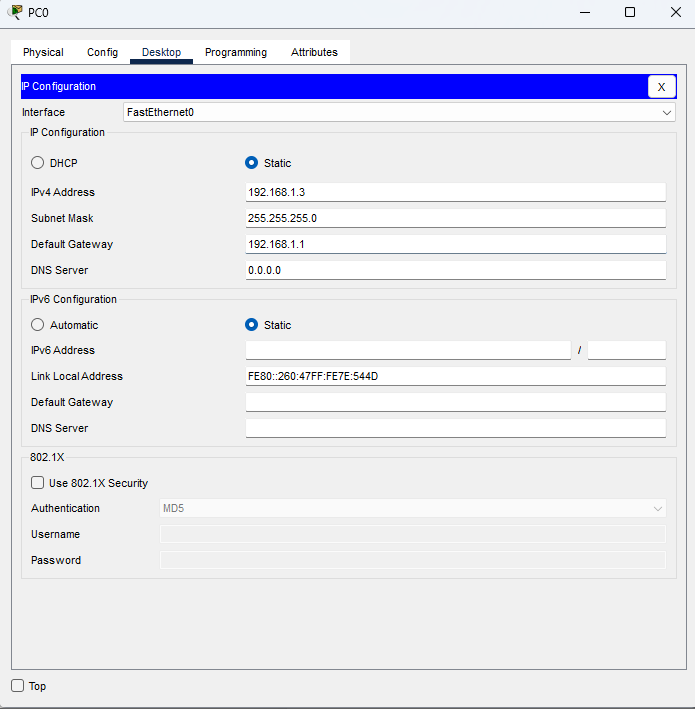 PC0
Physical Config Desktop Programming Attributes
IP Configuration X
Interface FastEthernet0
IP Configuration
DHCP Static
IPv4 Address 192.168.1.3
Subnet Mask 255.255.255.0
Default Gateway 192.168.1.1
DNS Server 0.0.0.0
IPv6 Configuration
Automatic Static
IPv6 Address /
Link Local Address FE80::260:47FF:FE7E:544D
Default Gateway
DNS Server
802.1X
Use 802.1X Security
Authentication MD5
Username
Password
Top